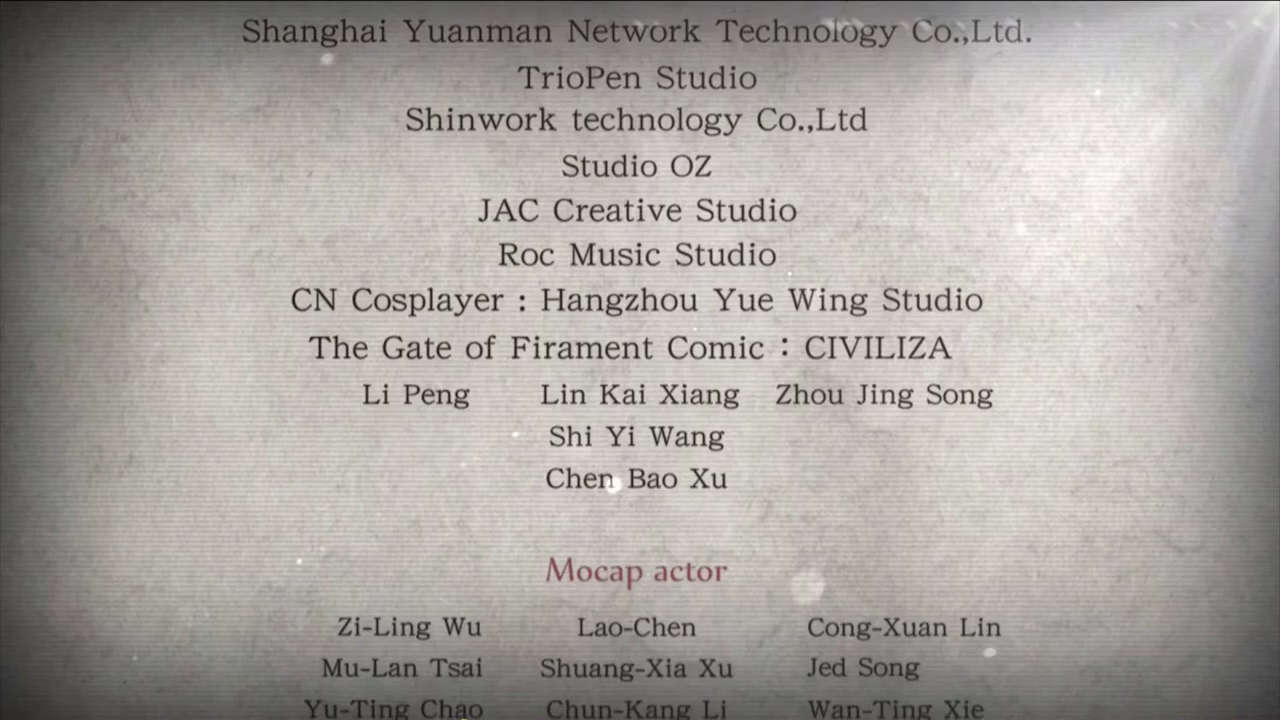 Shanghai Yuanman Network Technology Co.,Ltd.
TrioPen Studio
Shinwork technology Co.,Ltd
Studio OZ
JAC Creative Studio
Roc Music Studio
CN Cosplayer : Hangzhou Yue Wing Studio
The Gate of Firament Comic : CIVILIZA
Li Peng Lin Kai Xiang Zhou Jing Song
Shi Yi Wang
Chen Bao Xu
Mocap actor
Zi-Ling Wu Lao-Chen Cong-Xuan Lin
Mu-Lan Tsai Shuang-Xia Xu Jed Song
Yu-Ting Chao Chun-Kang Li Wan-Ting Xie